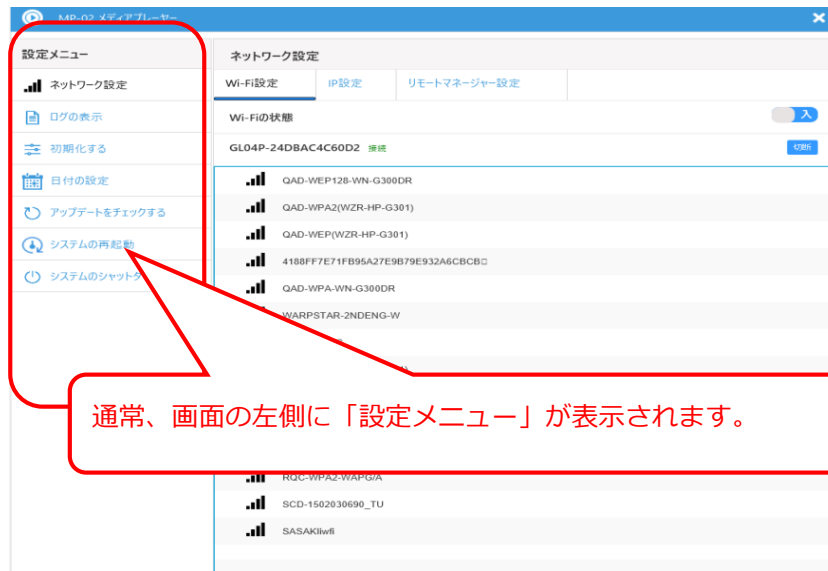 MP-02 メディアプレーヤー
設定メニュー
ネットワーク設定
ログの表示
初期化する
日付の設定
アップデートをチェックする
システムの再起動
システムのシャットダ
ネットワーク設定
Wi-Fi設定 IP設定 リモートマネージャー設定
Wi-Fiの状態 入
GL04P-24DBAC4C60D2 接続 切断
QAD-WEP128-WN-G300DR
QAD-WPA2(WZR-HP-G301)
QAD-WEP(WZR-HP-G301)
4188FF7E71FB95A27E9B79E932A6CBCB□
QAD-WPA-WN-G300DR
WARPSTAR-2NDENG-W
通常、画面の左側に「設定メニュー」が表示されます。
RQC-WPA2-WAPG/A
SCD-1502030690_TU
SASAKIiwfi